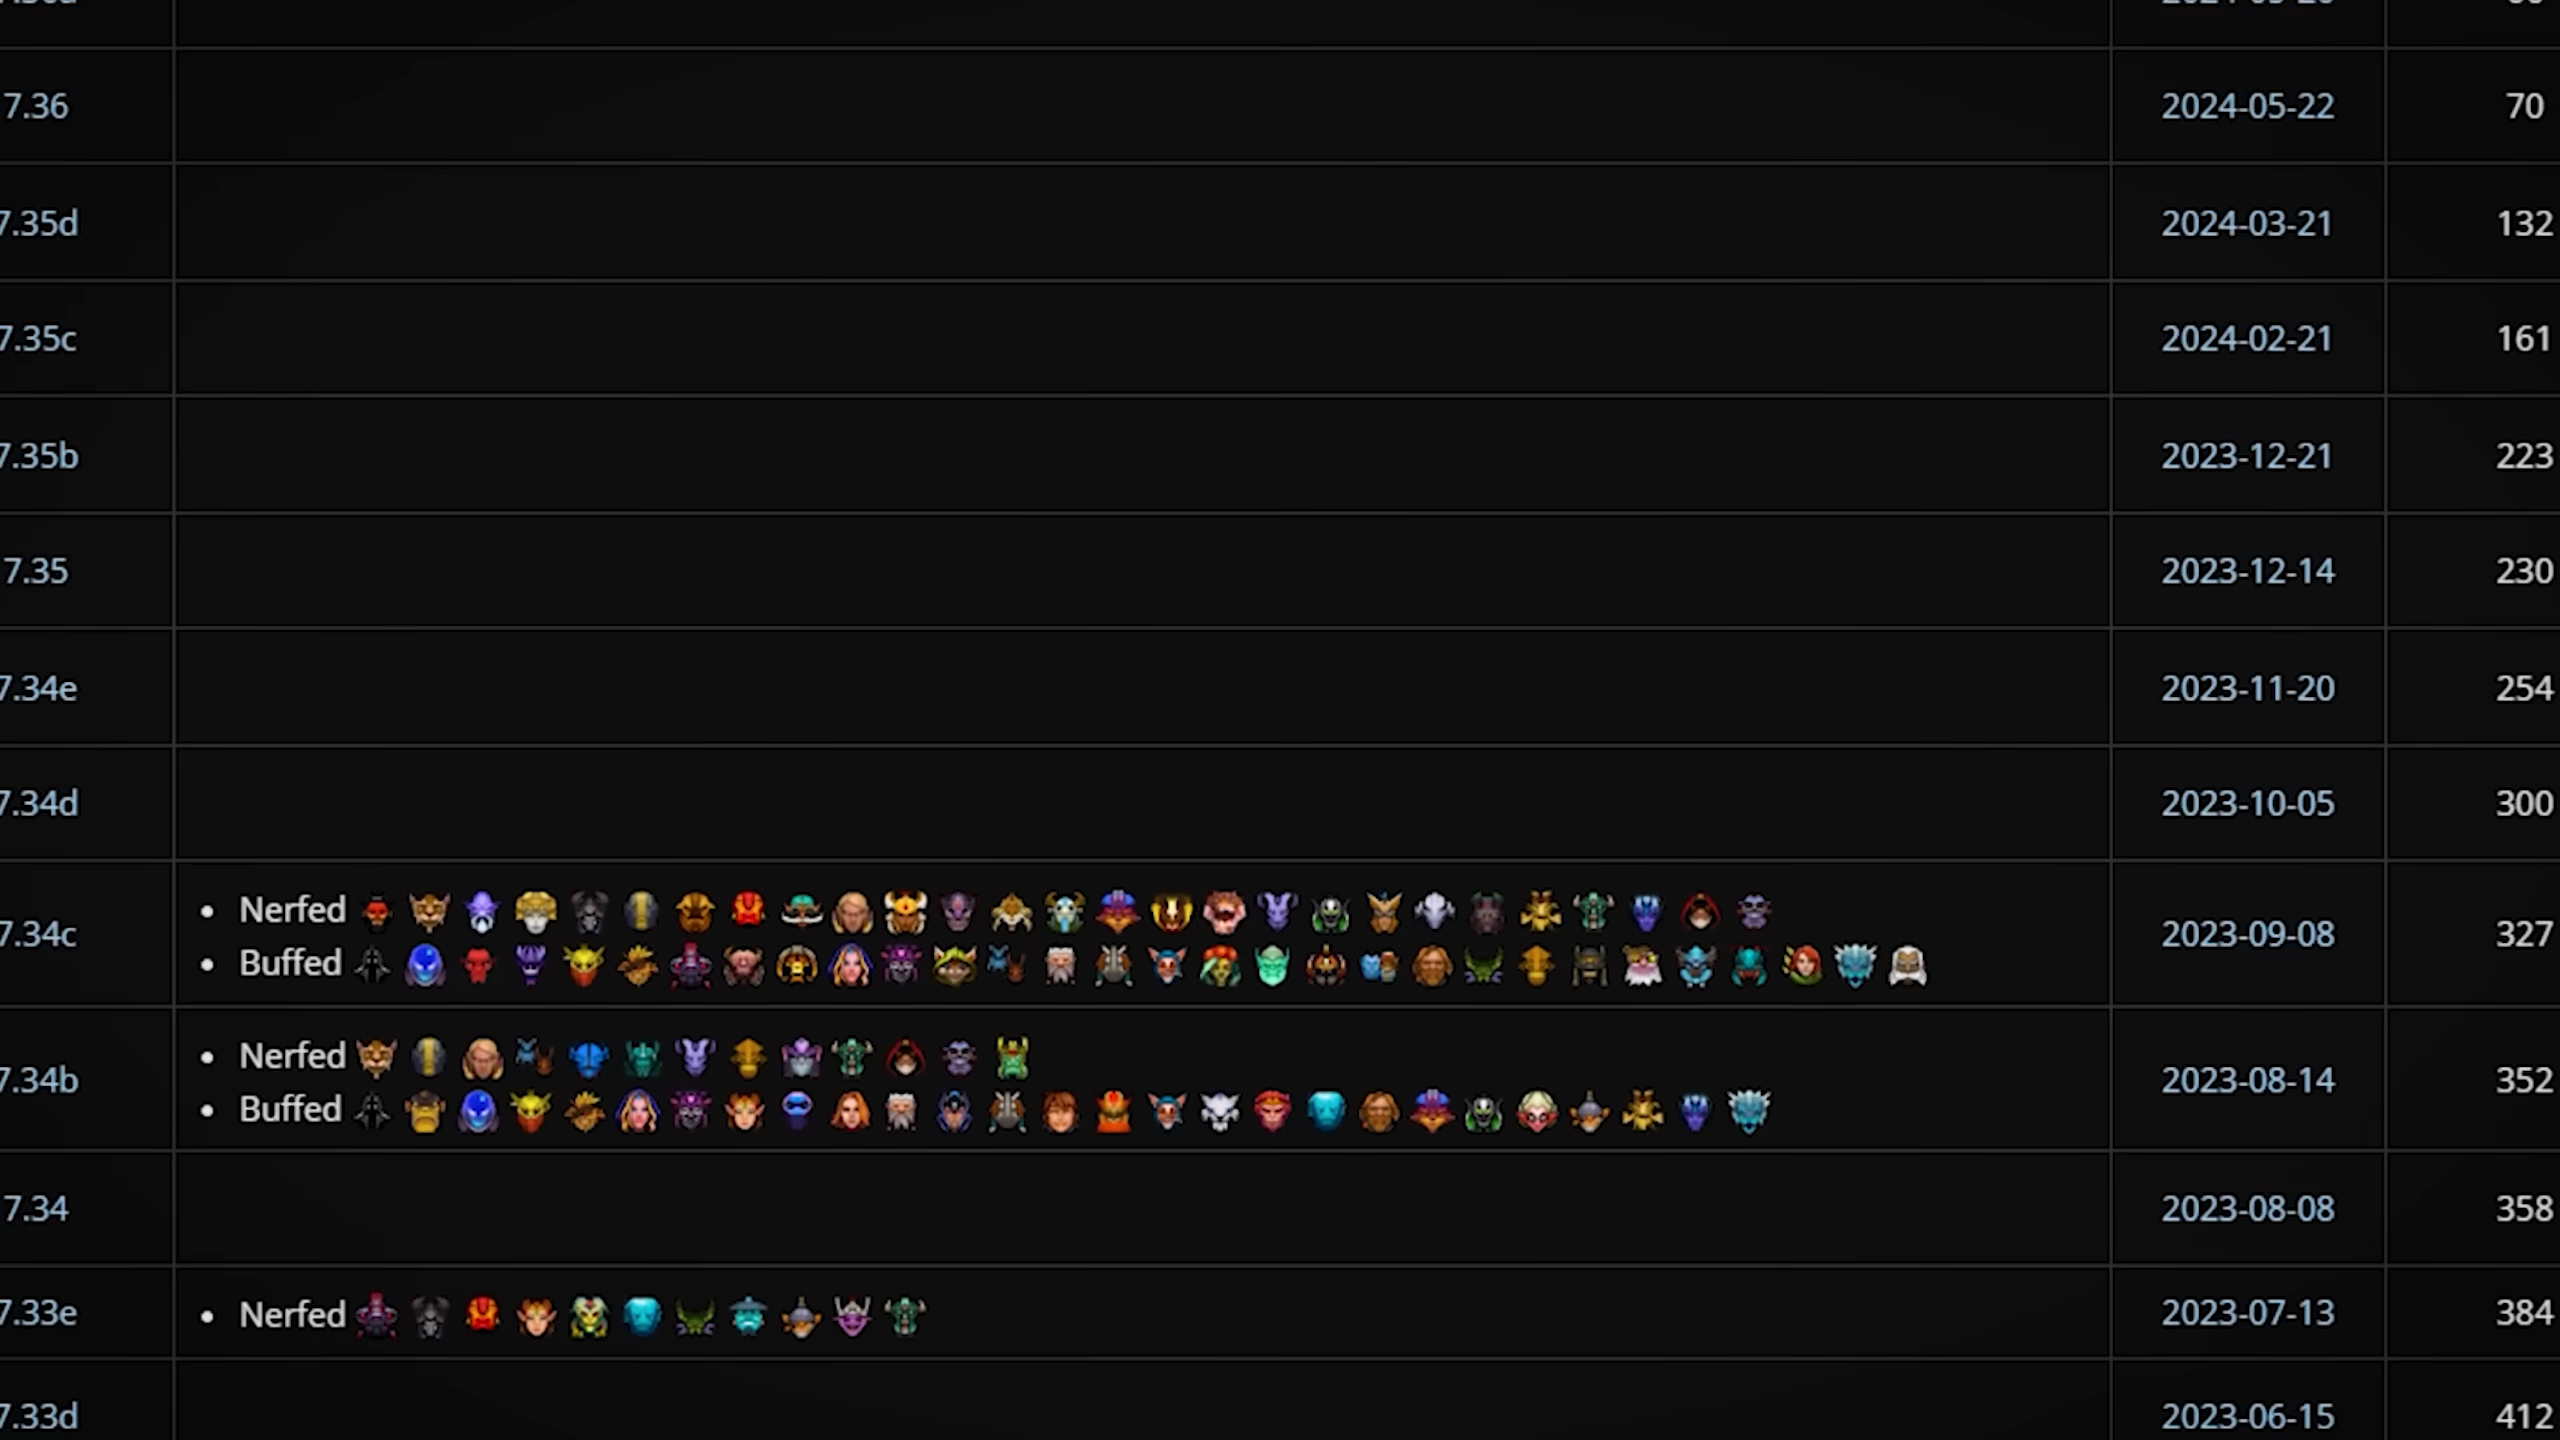 7.36 2024-05-22 70
7.35d 2024-03-21 132
7.35c 2024-02-21 161
7.35b 2023-12-21 223
7.35 2023-12-14 230
7.34e 2023-11-20 254
7.34d 2023-10-05 300
• Nerfed
7.34c 2023-09-08 327
• Buffed
• Nerfed
7.34b 2023-08-14 352
• Buffed
7.34 2023-08-08 358
7.33e • Nerfed 2023-07-13 384
7.33d 2023-06-15 412